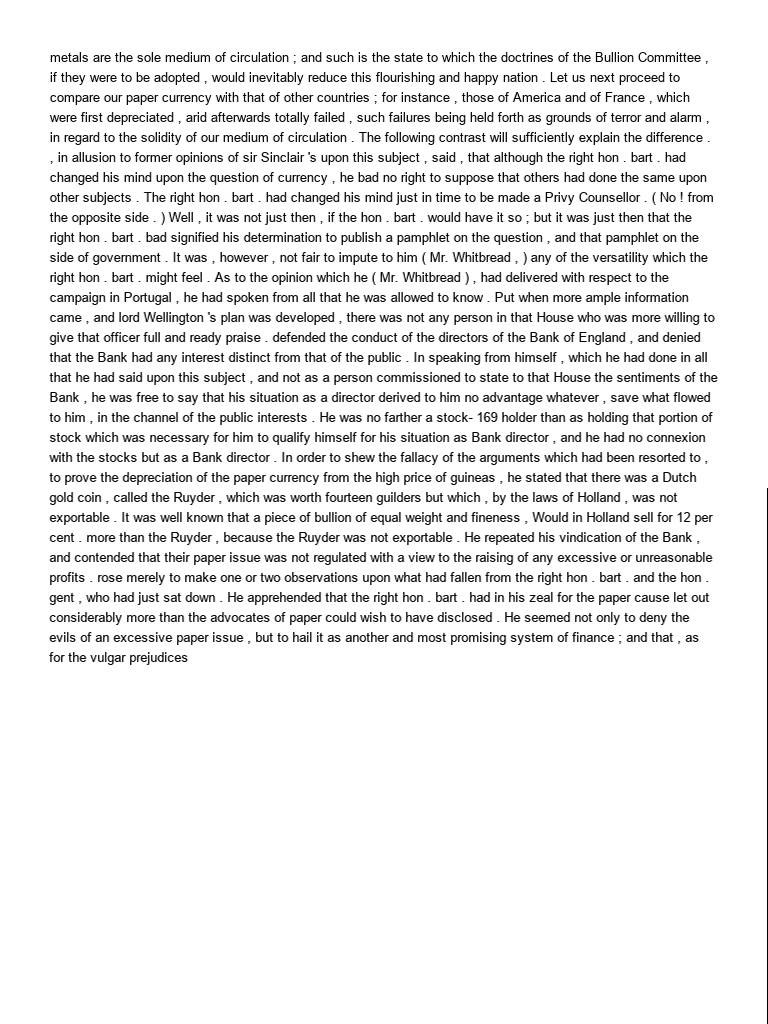 metals are the sole medium of circulation ; and such is the state to which the doctrines of the Bullion Committee ,
if they were to be adopted , would inevitably reduce this flourishing and happy nation . Let us next proceed to
compare our paper currency with that of other countries ; for instance , those of America and of France , which
were first depreciated , arid afterwards totally failed , such failures being held forth as grounds of terror and alarm ,
in regard to the solidity of our medium of circulation . The following contrast will sufficiently explain the difference .
, in allusion to former opinions of sir Sinclair 's upon this subject , said , that although the right hon . bart . had
changed his mind upon the question of currency , he bad no right to suppose that others had done the same upon
other subjects . The right hon . bart . had changed his mind just in time to be made a Privy Counsellor . ( No ! from
the opposite side . ) Well , it was not just then , if the hon . bart . would have it so ; but it was just then that the
right hon . bart . bad signified his determination to publish a pamphlet on the question , and that pamphlet on the
side of government . It was , however , not fair to impute to him ( Mr. Whitbread , ) any of the versatility which the
right hon . bart . might feel . As to the opinion which he ( Mr. Whitbread ) , had delivered with respect to the
campaign in Portugal , he had spoken from all that he was allowed to know . Put when more ample information
came , and lord Wellington 's plan was developed , there was not any person in that House who was more willing to
give that officer full and ready praise . defended the conduct of the directors of the Bank of England , and denied
that the Bank had any interest distinct from that of the public . In speaking from himself , which he had done in all
that he had said upon this subject , and not as a person commissioned to state to that House the sentiments of the
Bank , he was free to say that his situation as a director derived to him no advantage whatever , save what flowed
to him , in the channel of the public interests . He was no farther a stock- 169 holder than as holding that portion of
stock which was necessary for him to qualify himself for his situation as Bank director , and he had no connexion
with the stocks but as a Bank director . In order to shew the fallacy of the arguments which had been resorted to ,
to prove the depreciation of the paper currency from the high price of guineas , he stated that there was a Dutch
gold coin , called the Ruyder , which was worth fourteen guilders but which , by the laws of Holland , was not
exportable . It was well known that a piece of bullion of equal weight and fineness , Would in Holland sell for 12 per
cent . more than the Ruyder , because the Ruyder was not exportable . He repeated his vindication of the Bank ,
and contended that their paper issue was not regulated with a view to the raising of any excessive or unreasonable
profits . rose merely to make one or two observations upon what had fallen from the right hon . bart . and the hon .
gent , who had just sat down . He apprehended that the right hon . bart . had in his zeal for the paper cause let out
considerably more than the advocates of paper could wish to have disclosed . He seemed not only to deny the
evils of an excessive paper issue , but to hail it as another and most promising system of finance ; and that , as
for the vulgar prejudices